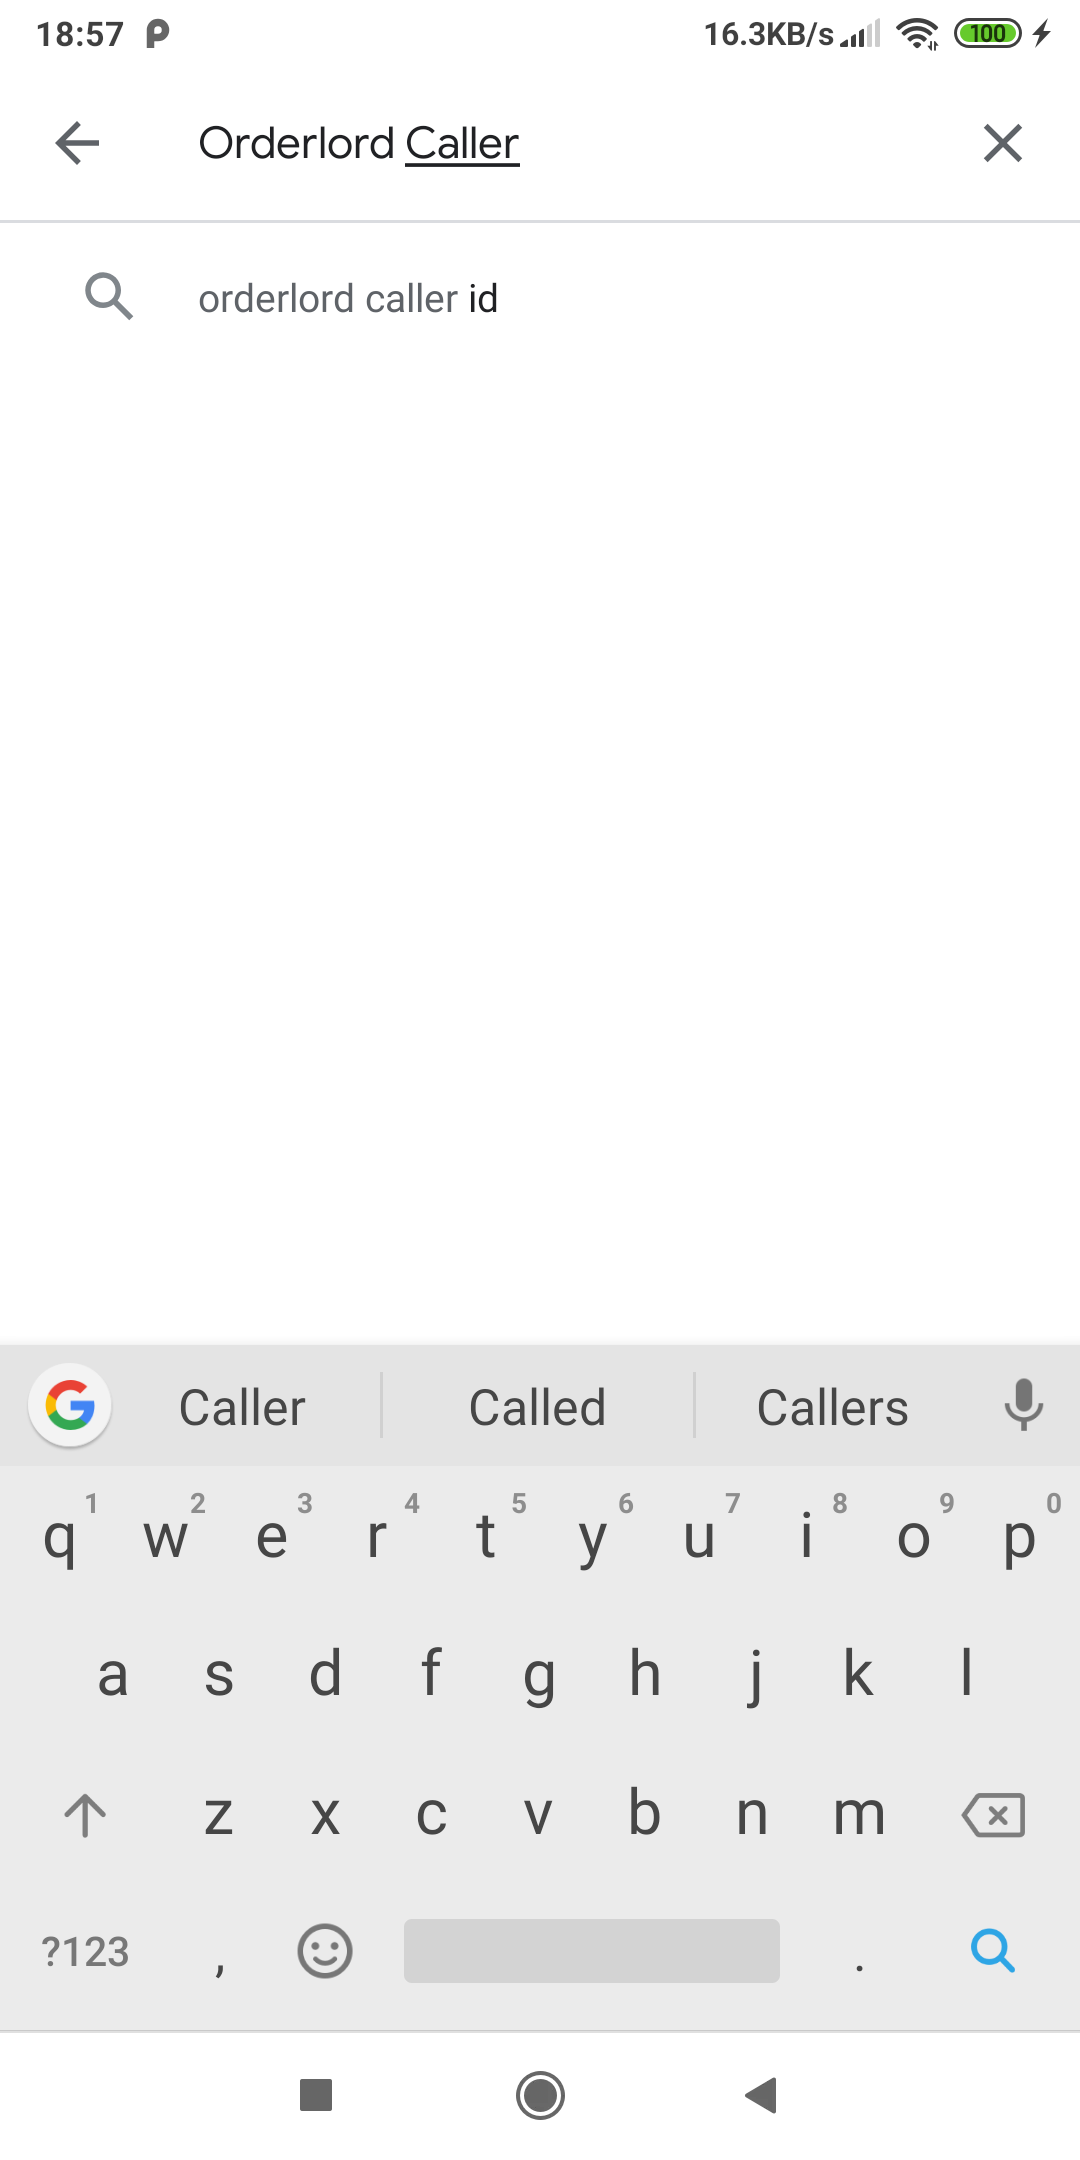 18:57 16.3KB/s 100
Orderlord Caller
orderlord caller id
Caller Called Callers
1 2 3 4 5 6 7 8 9 0
q w e r t y u i o p
a s d f g h j k l
z x c v b n m
?123 , .